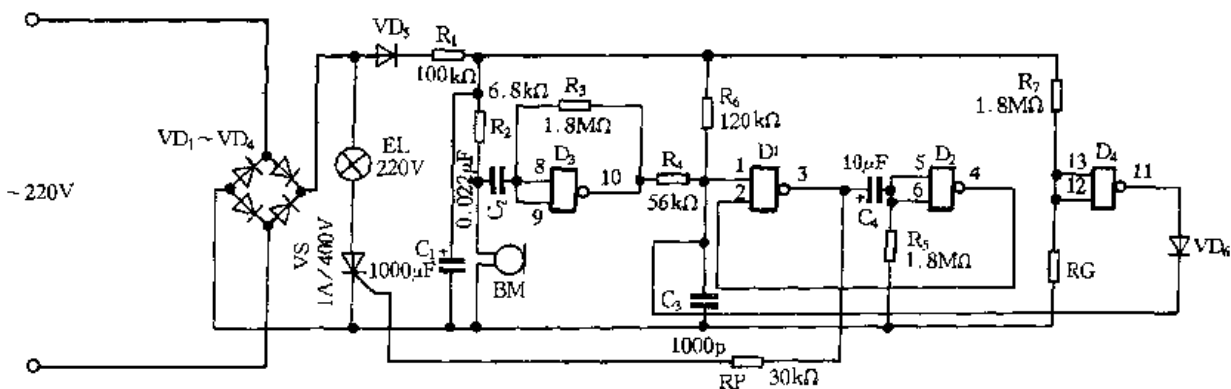 ~220V
VD₁~VD₄
EL
220V
VS
1A/400V
VD₅
R₁
100kΩ
6.8kΩ
R₂
R₃
1.8MΩ
0.022μF
C₂
8
9
D₃
10
C₁
+
1000μF
BM
R₄
56kΩ
R₆
120kΩ
1
2
D¹
3
C₃
1000p
10μF
+
C₄
5
6
D₂
4
R₅
1.8MΩ
R₇
1.8MΩ
13
12
D₄
11
RG
VD₆
RP
30kΩ